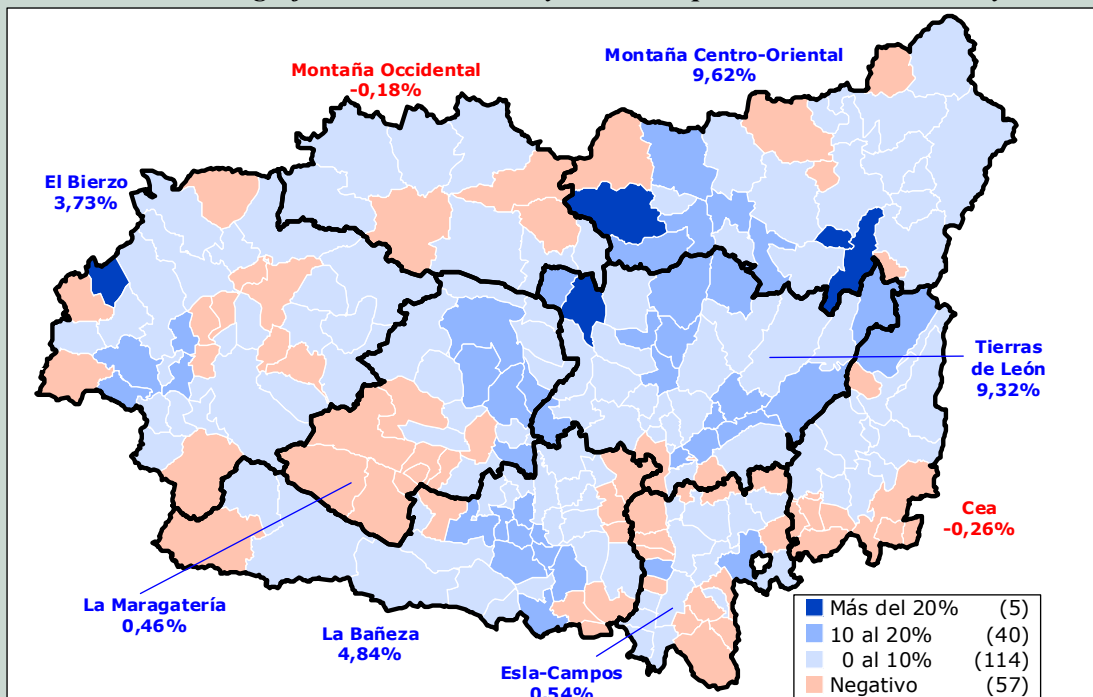 Montaña Centro-Oriental
9,62%
Montaña Occidental
-0,18%
El Bierzo
3,73%
Tierras
de León
9,32%
Cea
-0,26%
La Maragatería
0,46%
La Bañeza
4,84%
Esla-Campos
0,54%
Más del 20% (5)
10 al 20% (40)
0 al 10% (114)
Negativo (57)